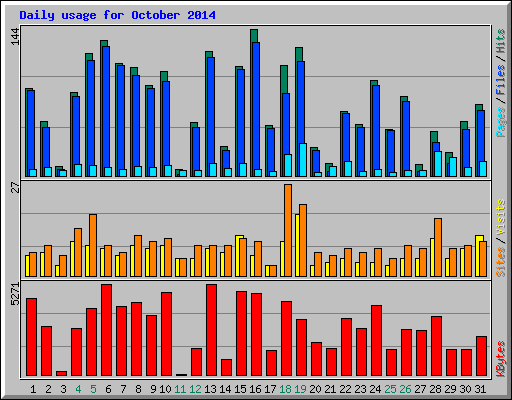 Daily usage for October 2014
144
Pages / Files / Hits
27
Sites / Visits
5271
KBytes
1 2 3 4 5 6 7 8 9 10 11 12 13 14 15 16 17 18 19 20 21 22 23 24 25 26 27 28 29 30 31